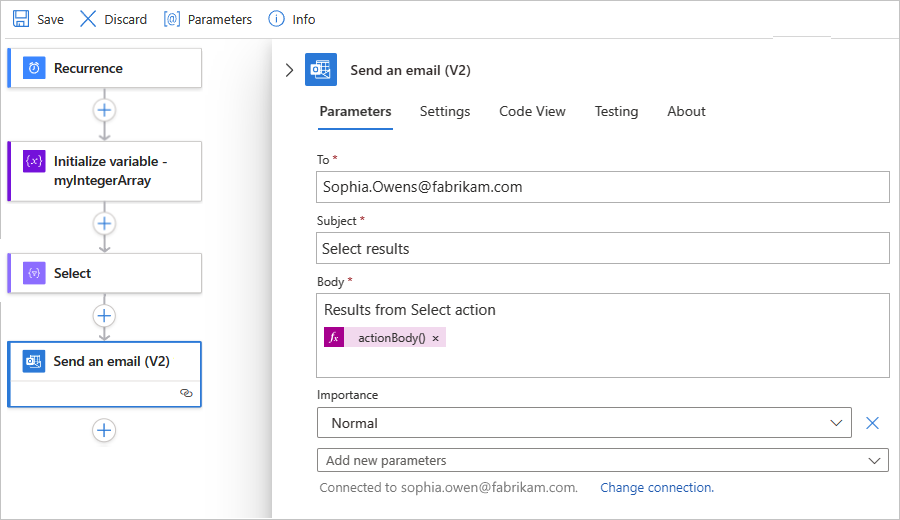 Save Discard Parameters Info
Recurrence
Initialize variable -
myIntegerArray
Select
Send an email (V2)
Send an email (V2)
Parameters Settings Code View Testing About
To *
Sophia.Owens@fabrikam.com
Subject *
Select results
Body *
Results from Select action
fx actionBody() ×
Importance
Normal
Add new parameters
Connected to sophia.owen@fabrikam.com. Change connection.